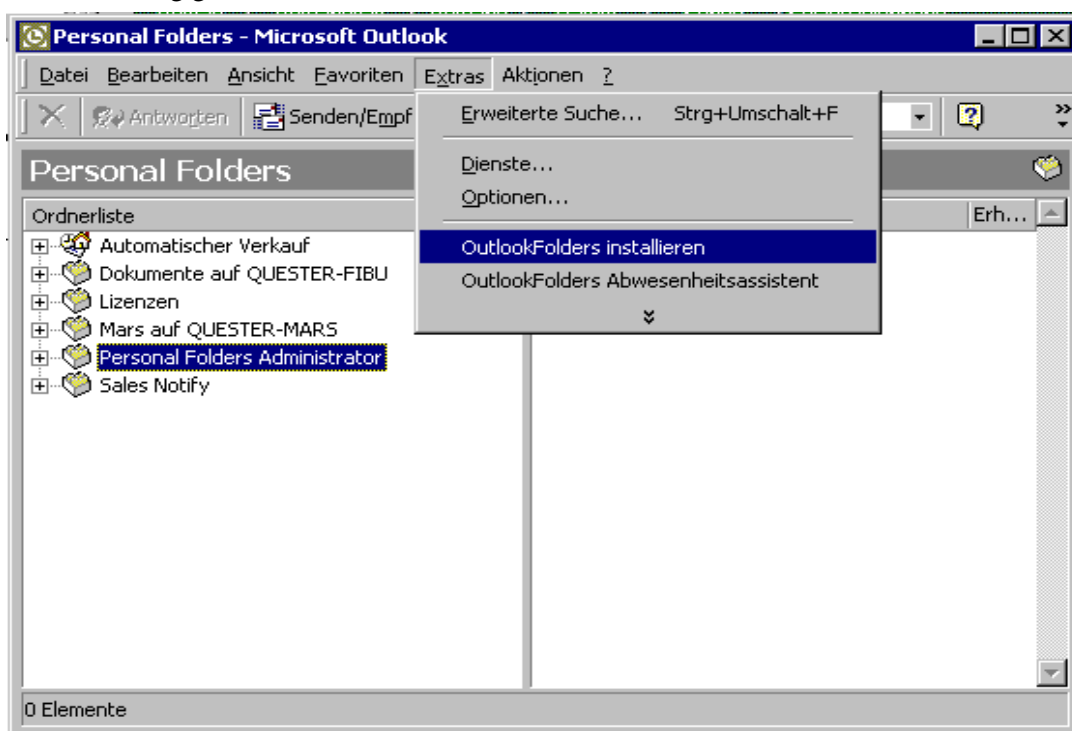 Personal Folders - Microsoft Outlook
Datei Bearbeiten Ansicht Favoriten Extras Aktionen ?
Antworten Senden/Empf
Erweiterte Suche... Strg+Umschalt+F
Personal Folders
Dienste...
Optionen...
Ordnerliste
Erh...
OutlookFolders installieren
OutlookFolders Abwesenheitsassistent
Automatischer Verkauf
Dokumente auf QUESTER-FIBU
Lizenzen
Mars auf QUESTER-MARS
Personal Folders Administrator
Sales Notify
0 Elemente